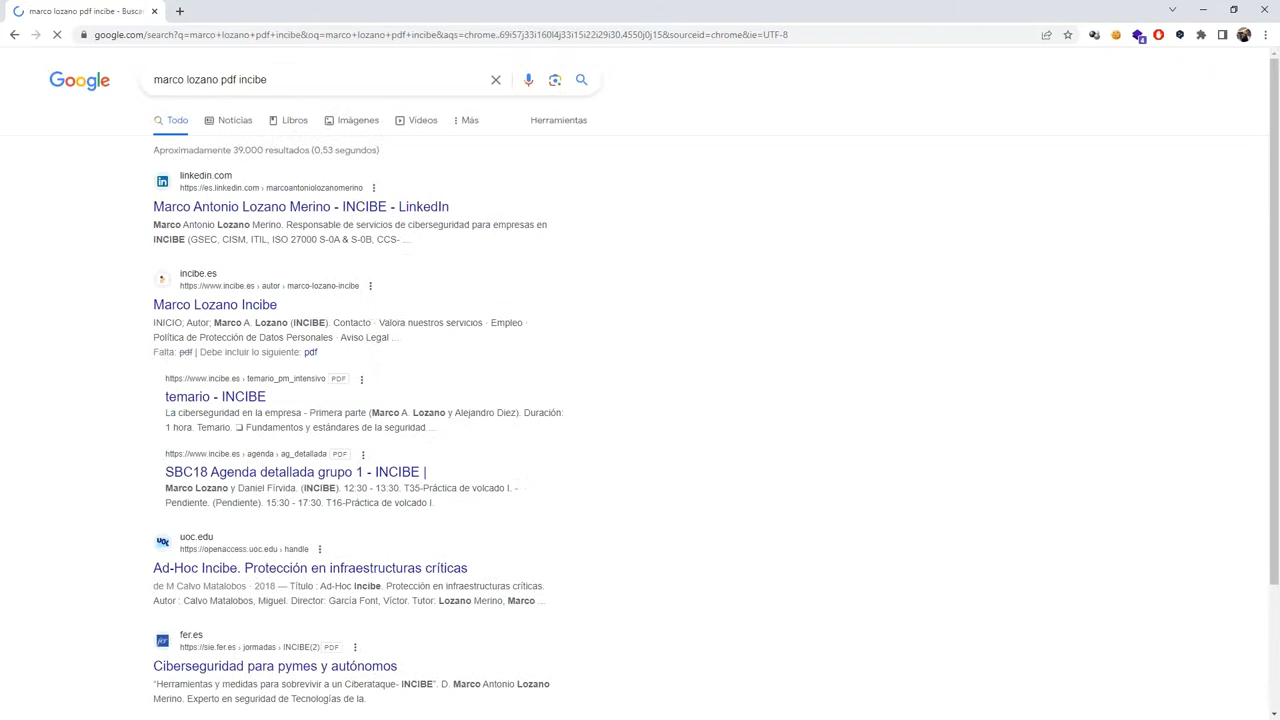 marco lozano pdf incibe - Busca
google.com/search?q=marco+lozano+pdf+incibe&oq=marco+lozano+pdf+incibe&aqs=chrome..69i57j33i160l4j33i15i22i29i30.4550j0j15&sourceid=chrome&ie=UTF-8
4
Google
marco lozano pdf incibe
Todo Noticias Libros Imágenes Vídeos Más Herramientas
Aproximadamente 39.000 resultados (0,53 segundos)
linkedin.com
https://es.linkedin.com › marcoantoniolozanomerino
Marco Antonio Lozano Merino - INCIBE - LinkedIn
Marco Antonio Lozano Merino. Responsable de servicios de ciberseguridad para empresas en
INCIBE (GSEC, CISM, ITIL, ISO 27000 S-0A & S-0B, CCS- ...
incibe.es
https://www.incibe.es › autor › marco-lozano-incibe
Marco Lozano Incibe
INICIO; Autor; Marco A. Lozano (INCIBE). Contacto · Valora nuestros servicios · Empleo ·
Política de Protección de Datos Personales · Aviso Legal ...
Falta: pdf | Debe incluir lo siguiente: pdf
https://www.incibe.es › temario_pm_intensivo PDF
temario - INCIBE
La ciberseguridad en la empresa - Primera parte (Marco A. Lozano y Alejandro Diez). Duración:
1 hora. Temario. ❑ Fundamentos y estándares de la seguridad ...
https://www.incibe.es › agenda › ag_detallada PDF
SBC18 Agenda detallada grupo 1 - INCIBE |
Marco Lozano y Daniel Fírvida. (INCIBE). 12:30 - 13:30. T35-Práctica de volcado I. -
Pendiente. (Pendiente). 15:30 - 17:30. T16-Práctica de volcado I.
uoc.edu
https://openaccess.uoc.edu › handle
Ad-Hoc Incibe. Protección en infraestructuras críticas
de M Calvo Matalobos · 2018 — Título : Ad-Hoc Incibe. Protección en infraestructuras críticas.
Autor : Calvo Matalobos, Miguel. Director: García Font, Víctor. Tutor: Lozano Merino, Marco ...
fer.es
https://sie.fer.es › jornadas › INCIBE(2) PDF
Ciberseguridad para pymes y autónomos
“Herramientas y medidas para sobrevivir a un Ciberataque- INCIBE”. D. Marco Antonio Lozano
Merino. Experto en seguridad de Tecnologías de la.